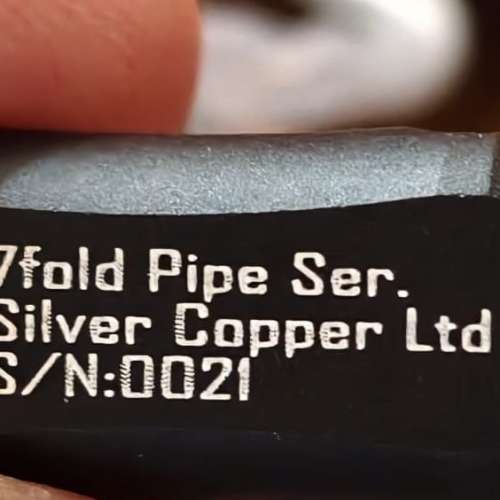 7fold Pipe Ser.
Silver Copper Ltd
S/N:0021